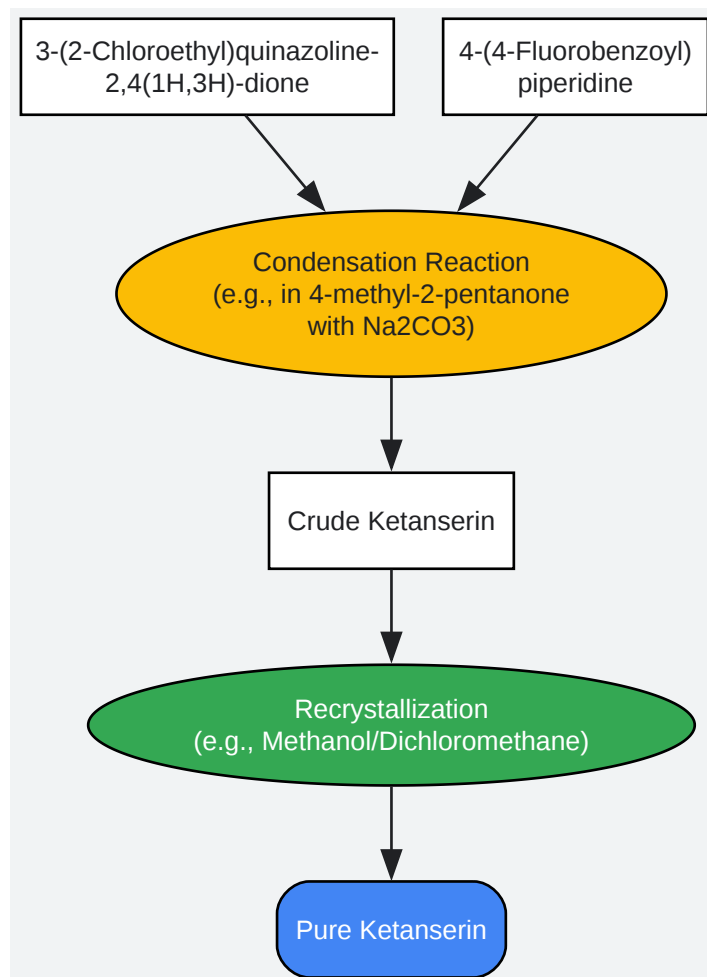 3-(2-Chloroethyl)quinazoline-
2,4(1H,3H)-dione
4-(4-Fluorobenzoyl)
piperidine
Condensation Reaction
(e.g., in 4-methyl-2-pentanone
with Na2CO3)
Crude Ketanserin
Recrystallization
(e.g., Methanol/Dichloromethane)
Pure Ketanserin